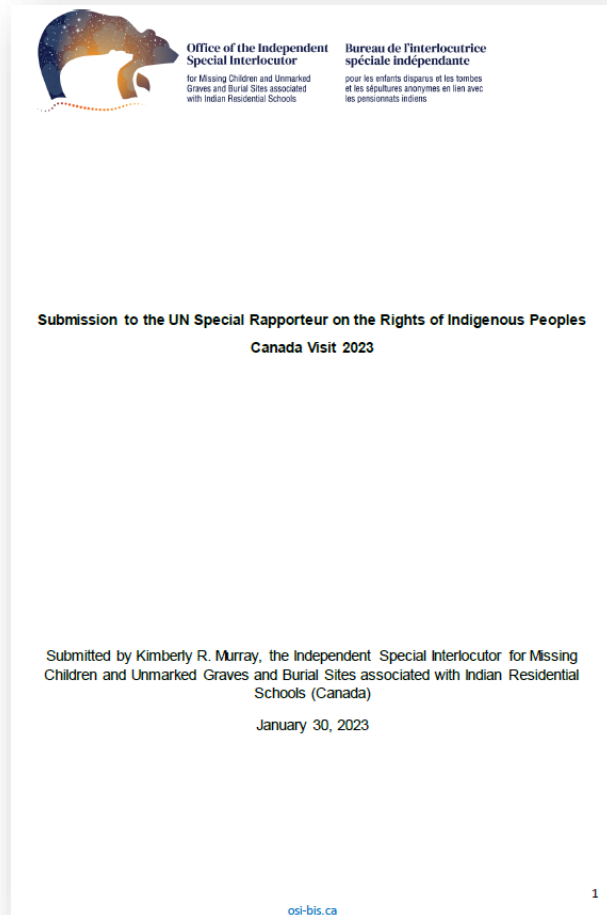 Office of the Independent
Special Interlocutor
for Missing Children and Unmarked
Graves and Burial Sites associated
with Indian Residential Schools
Bureau de l'interlocutrice
spéciale indépendante
pour les enfants disparus et les tombes
et les sépultures anonymes en lien avec
les pensionnats indiens
Submission to the UN Special Rapporteur on the Rights of Indigenous Peoples
Canada Visit 2023
Submitted by Kimberly R. Murray, the Independent Special Interlocutor for Missing
Children and Unmarked Graves and Burial Sites associated with Indian Residential
Schools (Canada)
January 30, 2023
1
osi-bis.ca